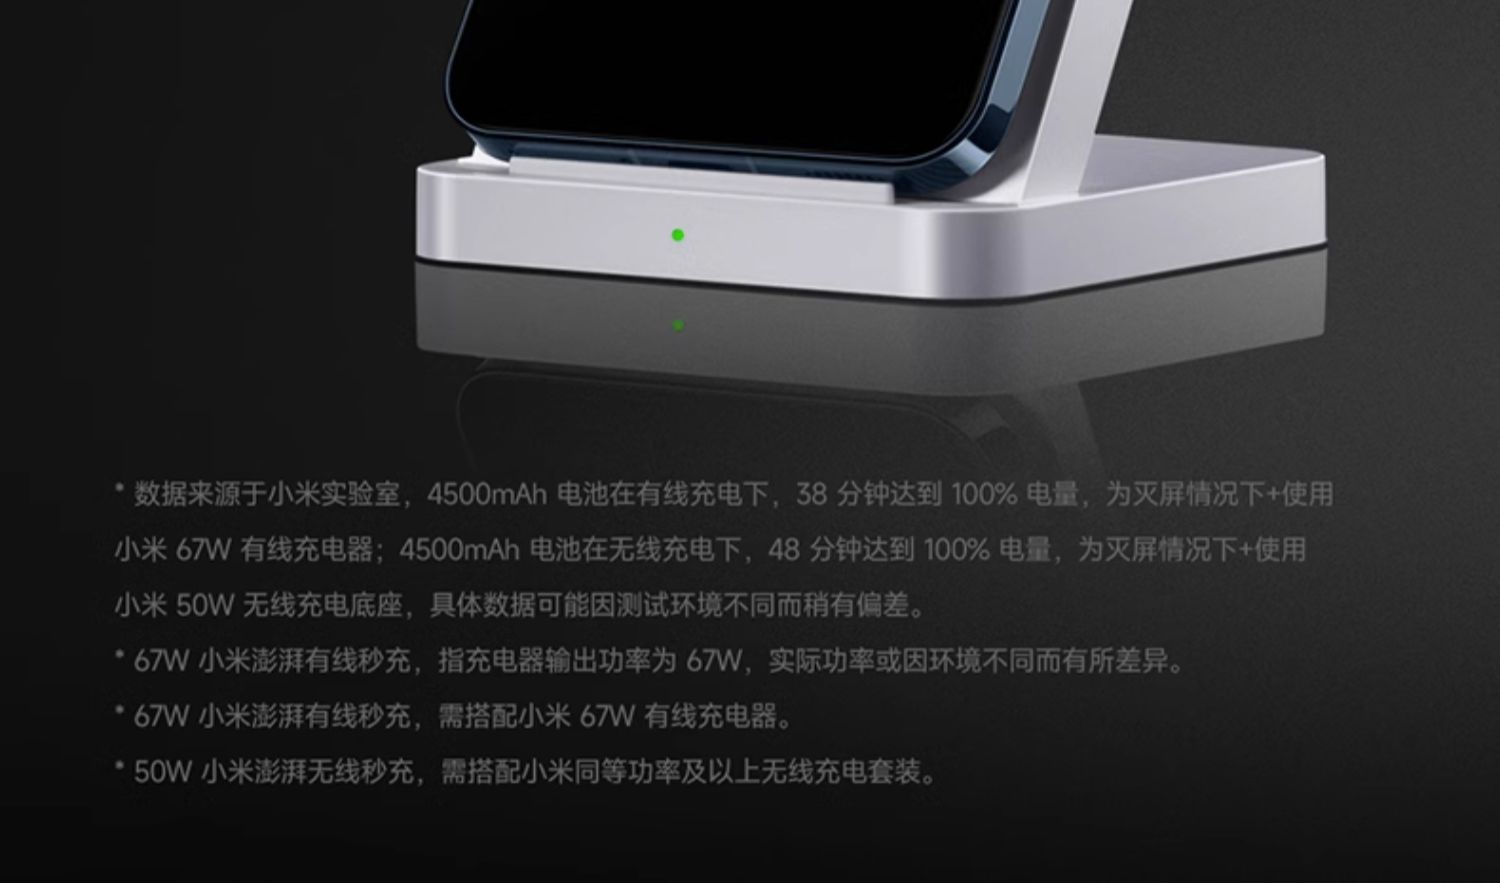 * 数据来源于小米实验室，4500mAh 电池在有线充电下，38 分钟达到 100% 电量，为灭屏情况下+使用
小米 67W 有线充电器；4500mAh 电池在无线充电下，48 分钟达到 100% 电量，为灭屏情况下+使用
小米 50W 无线充电底座，具体数据可能因测试环境不同而稍有偏差。
* 67W 小米澎湃有线秒充，指充电器输出功率为 67W，实际功率或因环境不同而有所差异。
* 67W 小米澎湃有线秒充，需搭配小米 67W 有线充电器。
* 50W 小米澎湃无线秒充，需搭配小米同等功率及以上无线充电套装。